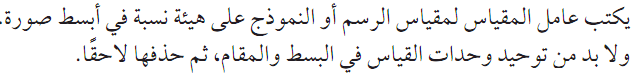 يكتب عامل المقياس لمقياس الرسم أو النموذج على هيئة نسبة في أبسط صورة.
ولا بد من توحيد وحدات القياس في البسط والمقام، ثم حذفها لاحقًا.